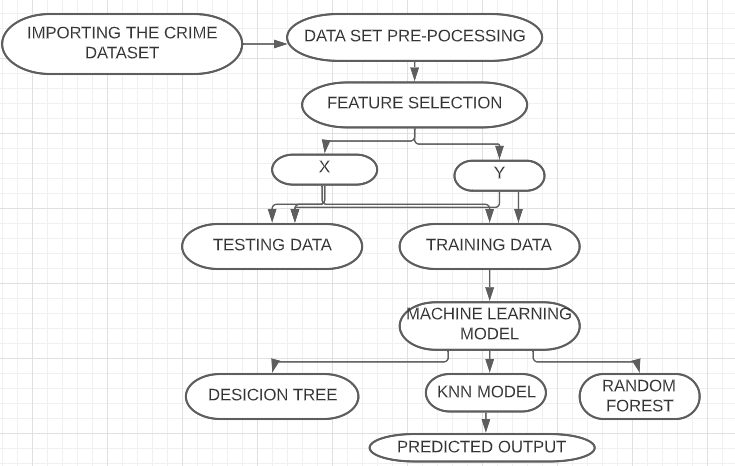 IMPORTING THE CRIME
DATASET
DATA SET PRE-POCESSING
FEATURE SELECTION
X
Y
TESTING DATA
TRAINING DATA
MACHINE LEARNING
MODEL
DESICION TREE
KNN MODEL
RANDOM
FOREST
PREDICTED OUTPUT